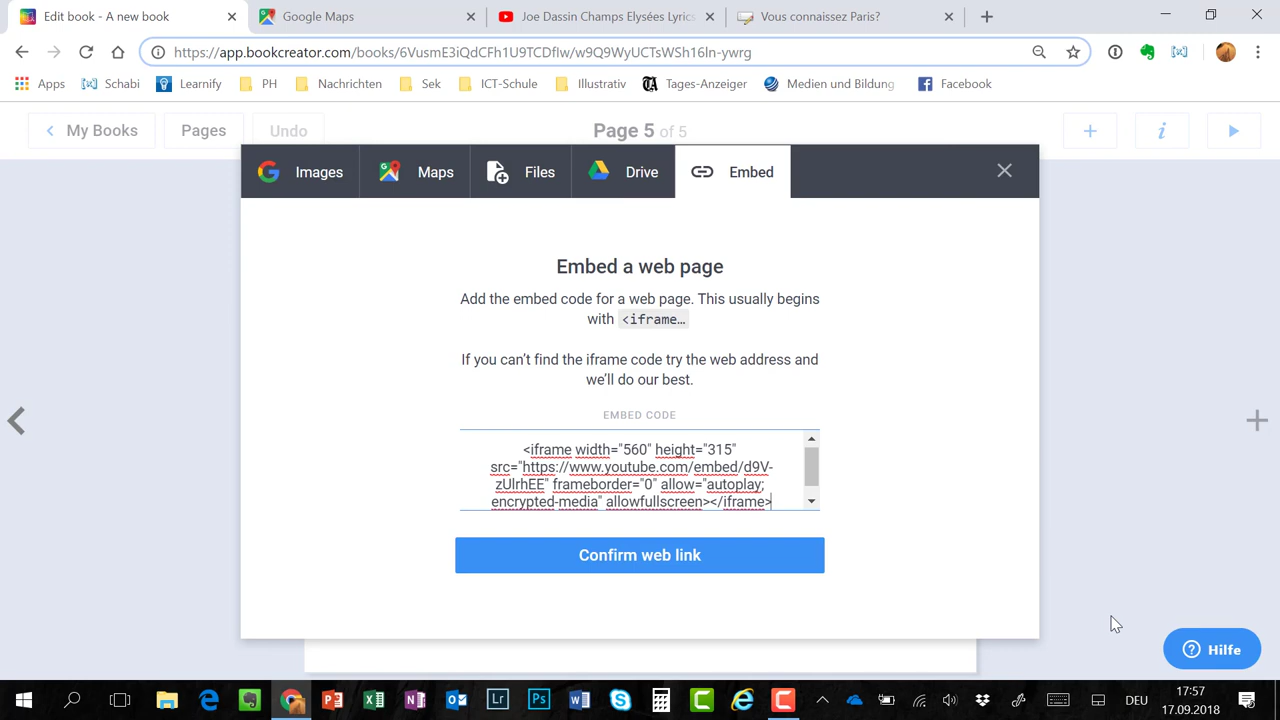 Edit book - A new book
Google Maps
Joe Dassin Champs Elysées Lyrics
Vous connaissez Paris?
https://app.bookcreator.com/books/6VusmE3iQdCFh1U9TCDflw/w9Q9WyUCTsWSh16ln-ywrg
Apps
Schabi
Learnify
PH
Nachrichten
Sek
ICT-Schule
Illustrativ
Tages-Anzeiger
Medien und Bildung
Facebook
My Books
Pages
Undo
Page 5 of 5
Images
Maps
Files
Drive
Embed
Embed a web page
Add the embed code for a web page. This usually begins
with <iframe…
If you can’t find the iframe code try the web address and
we’ll do our best.
EMBED CODE
<iframe width="560" height="315"
src="https://www.youtube.com/embed/d9V-
zUlrhEE" frameborder="0" allow="autoplay;
encrypted-media" allowfullscreen></iframe>
Confirm web link
Hilfe
DEU
17:57
17.09.2018